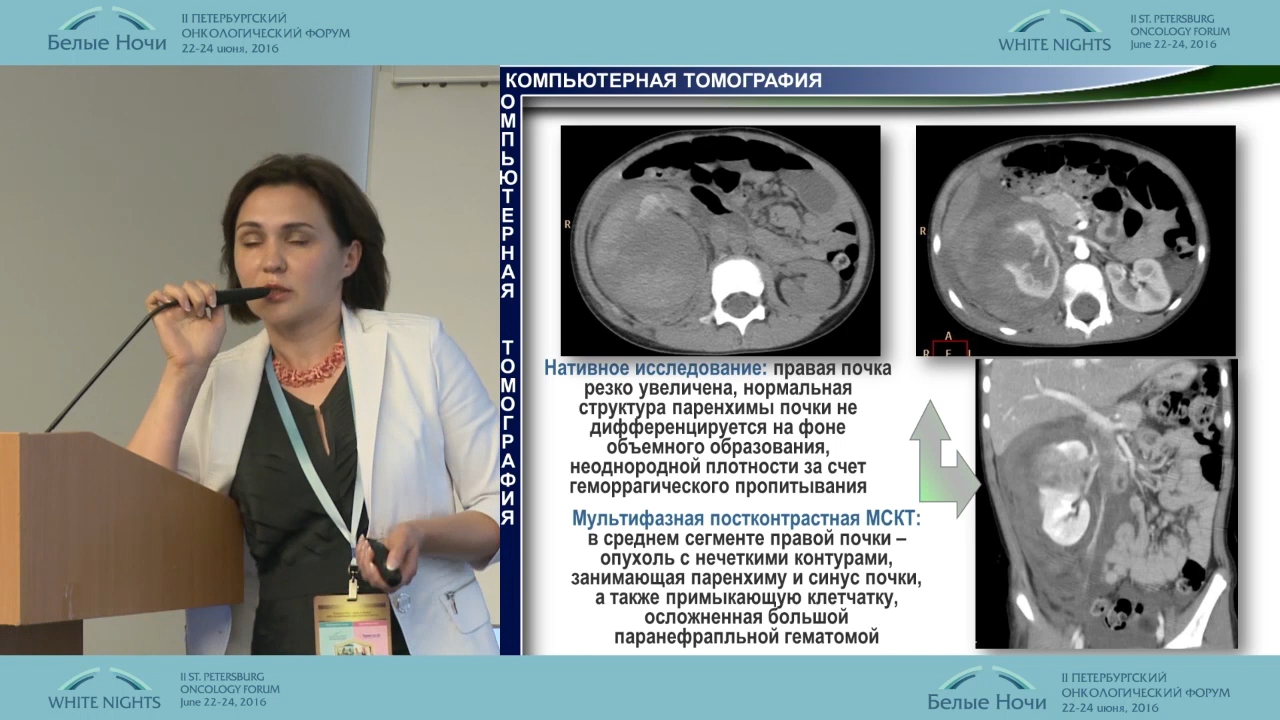 Белые Ночи
II ПЕТЕРБУРГСКИЙ
ОНКОЛОГИЧЕСКИЙ ФОРУМ
22-24 июня, 2016
WHITE NIGHTS
II ST. PETERSBURG
ONCOLOGY FORUM
June 22-24, 2016
КОМПЬЮТЕРНАЯ ТОМОГРАФИЯ
ОМПЬЮТЕРНАЯ ТОМОГРАФИЯ
R
R
A
R F L
Нативное исследование: правая почка
резко увеличена, нормальная
структура паренхимы почки не
дифференцируется на фоне
объемного образования,
неоднородной плотности за счет
геморрагического пропитывания
Мультифазная постконтрастная МСКТ:
в среднем сегменте правой почки –
опухоль с нечеткими контурами,
занимающая паренхиму и синус почки,
а также примыкающую клетчатку,
осложненная большой
паранефрапльной гематомой
WHITE NIGHTS
II ST. PETERSBURG
ONCOLOGY FORUM
June 22-24, 2016
Белые Ночи
II ПЕТЕРБУРГСКИЙ
ОНКОЛОГИЧЕСКИЙ ФОРУМ
22-24 июня, 2016